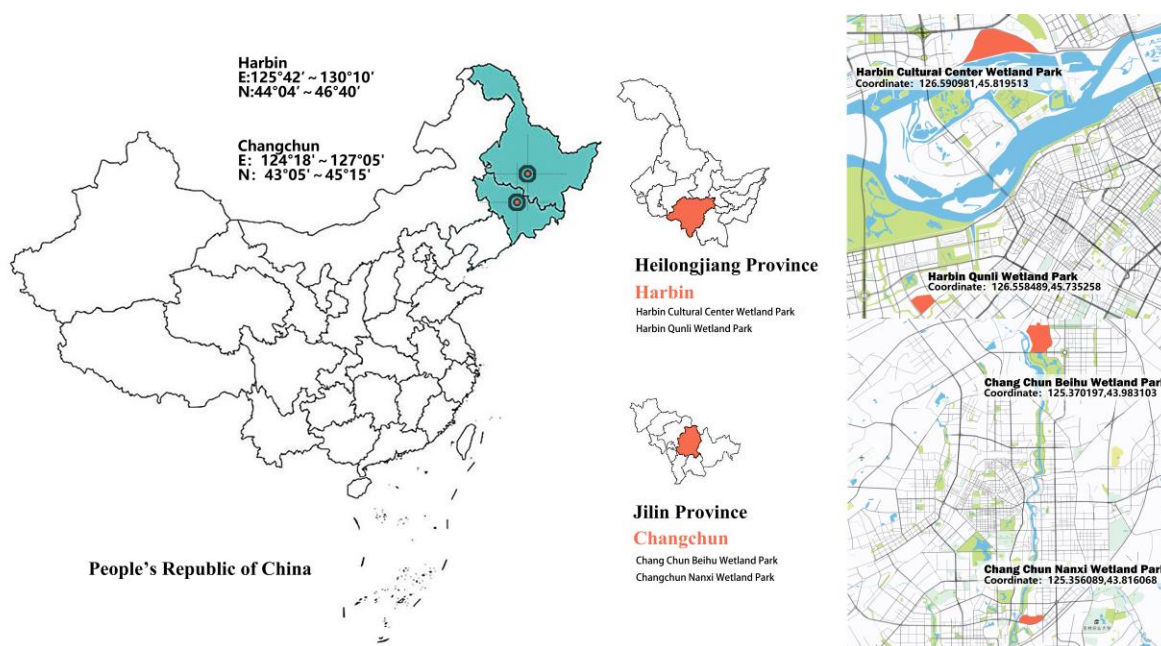 Harbin
E:125°42′ ~ 130°10′
N:44°04′ ~ 46°40′
Changchun
E: 124°18′ ~ 127°05′
N: 43°05′ ~ 45°15′
People's Republic of China
Heilongjiang Province
Harbin
Harbin Cultural Center Wetland Park
Harbin Qunli Wetland Park
Jilin Province
Changchun
Chang Chun Beihu Wetland Park
Changchun Nanxi Wetland Park
Harbin Cultural Center Wetland Park
Coordinate: 126.590981,45.819513
Harbin Qunli Wetland Park
Coordinate: 126.558489,45.735258
Chang Chun Beihu Wetland Park
Coordinate: 125.370197,43.983103
Chang Chun Nanxi Wetland Park
Coordinate: 125.356089,43.816068